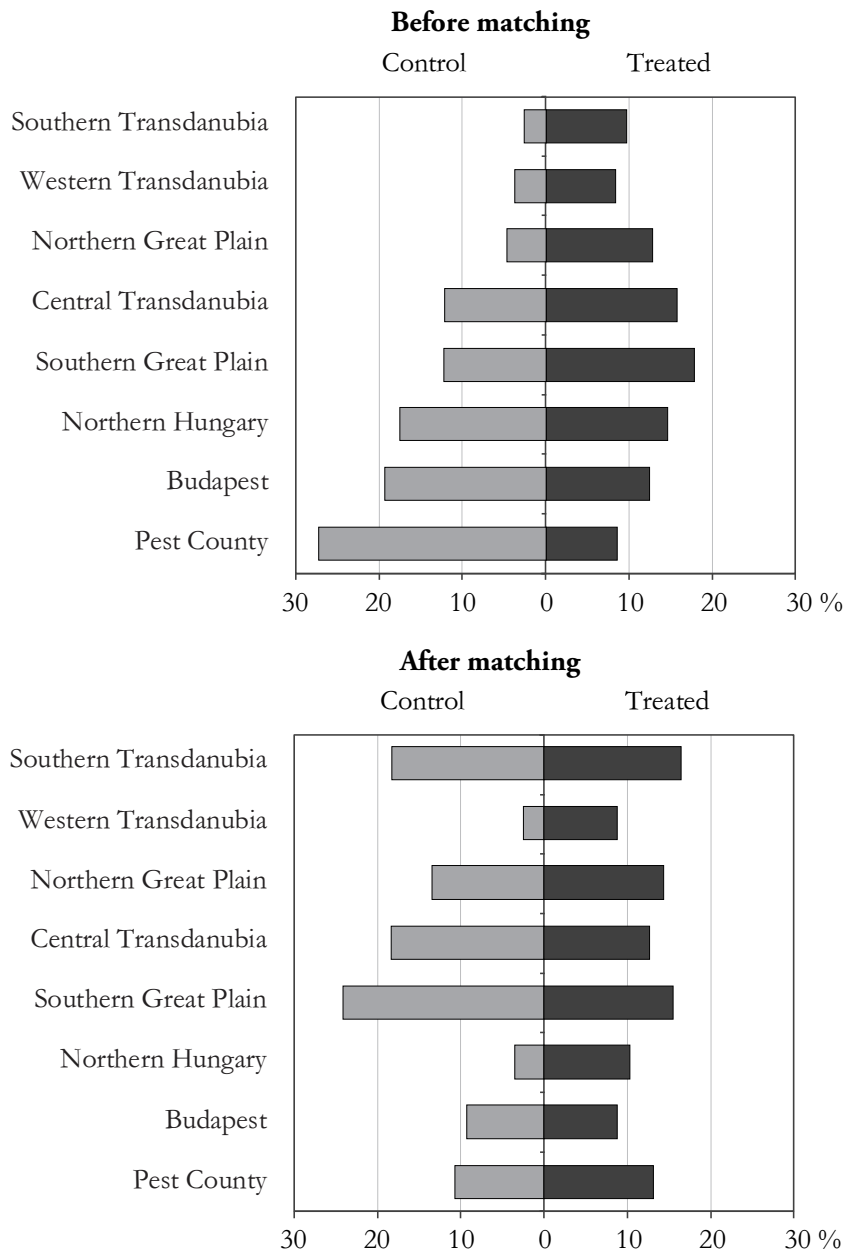 Before matching
Control Treated
Southern Transdanubia
Western Transdanubia
Northern Great Plain
Central Transdanubia
Southern Great Plain
Northern Hungary
Budapest
Pest County
30 20 10 0 10 20 30 %
After matching
Control Treated
Southern Transdanubia
Western Transdanubia
Northern Great Plain
Central Transdanubia
Southern Great Plain
Northern Hungary
Budapest
Pest County
30 20 10 0 10 20 30 %